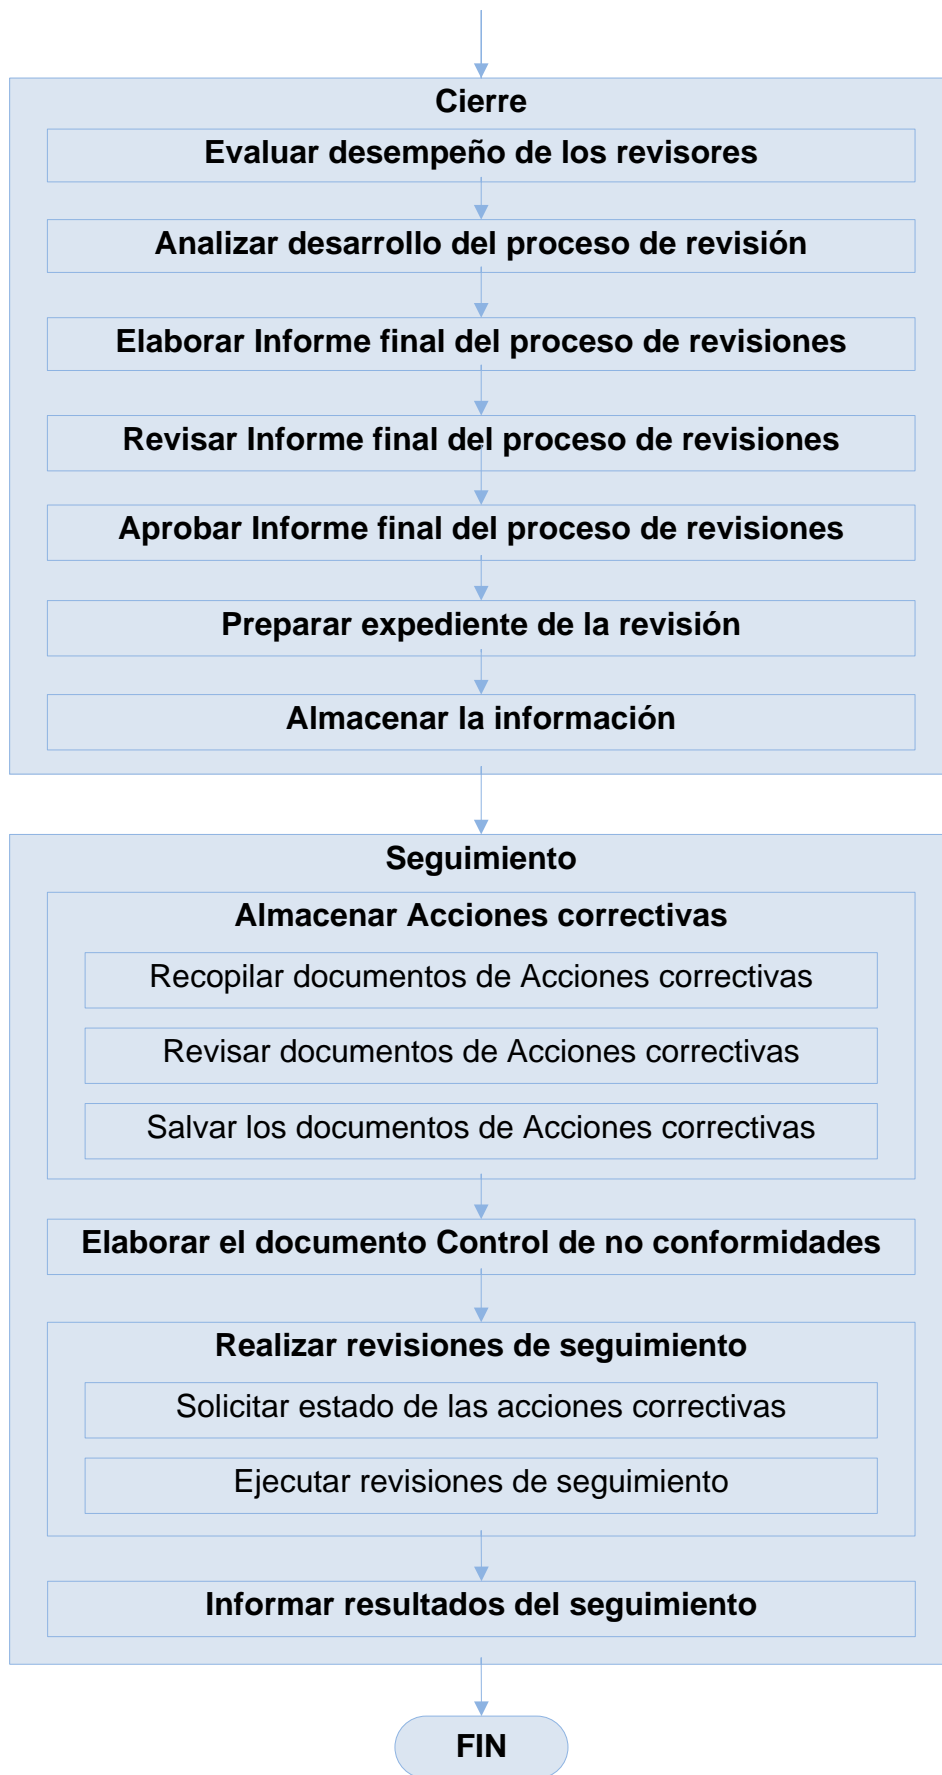 Cierre
Evaluar desempeño de los revisores
Analizar desarrollo del proceso de revisión
Elaborar Informe final del proceso de revisiones
Revisar Informe final del proceso de revisiones
Aprobar Informe final del proceso de revisiones
Preparar expediente de la revisión
Almacenar la información
Seguimiento
Almacenar Acciones correctivas
Recopilar documentos de Acciones correctivas
Revisar documentos de Acciones correctivas
Salvar los documentos de Acciones correctivas
Elaborar el documento Control de no conformidades
Realizar revisiones de seguimiento
Solicitar estado de las acciones correctivas
Ejecutar revisiones de seguimiento
Informar resultados del seguimiento
FIN